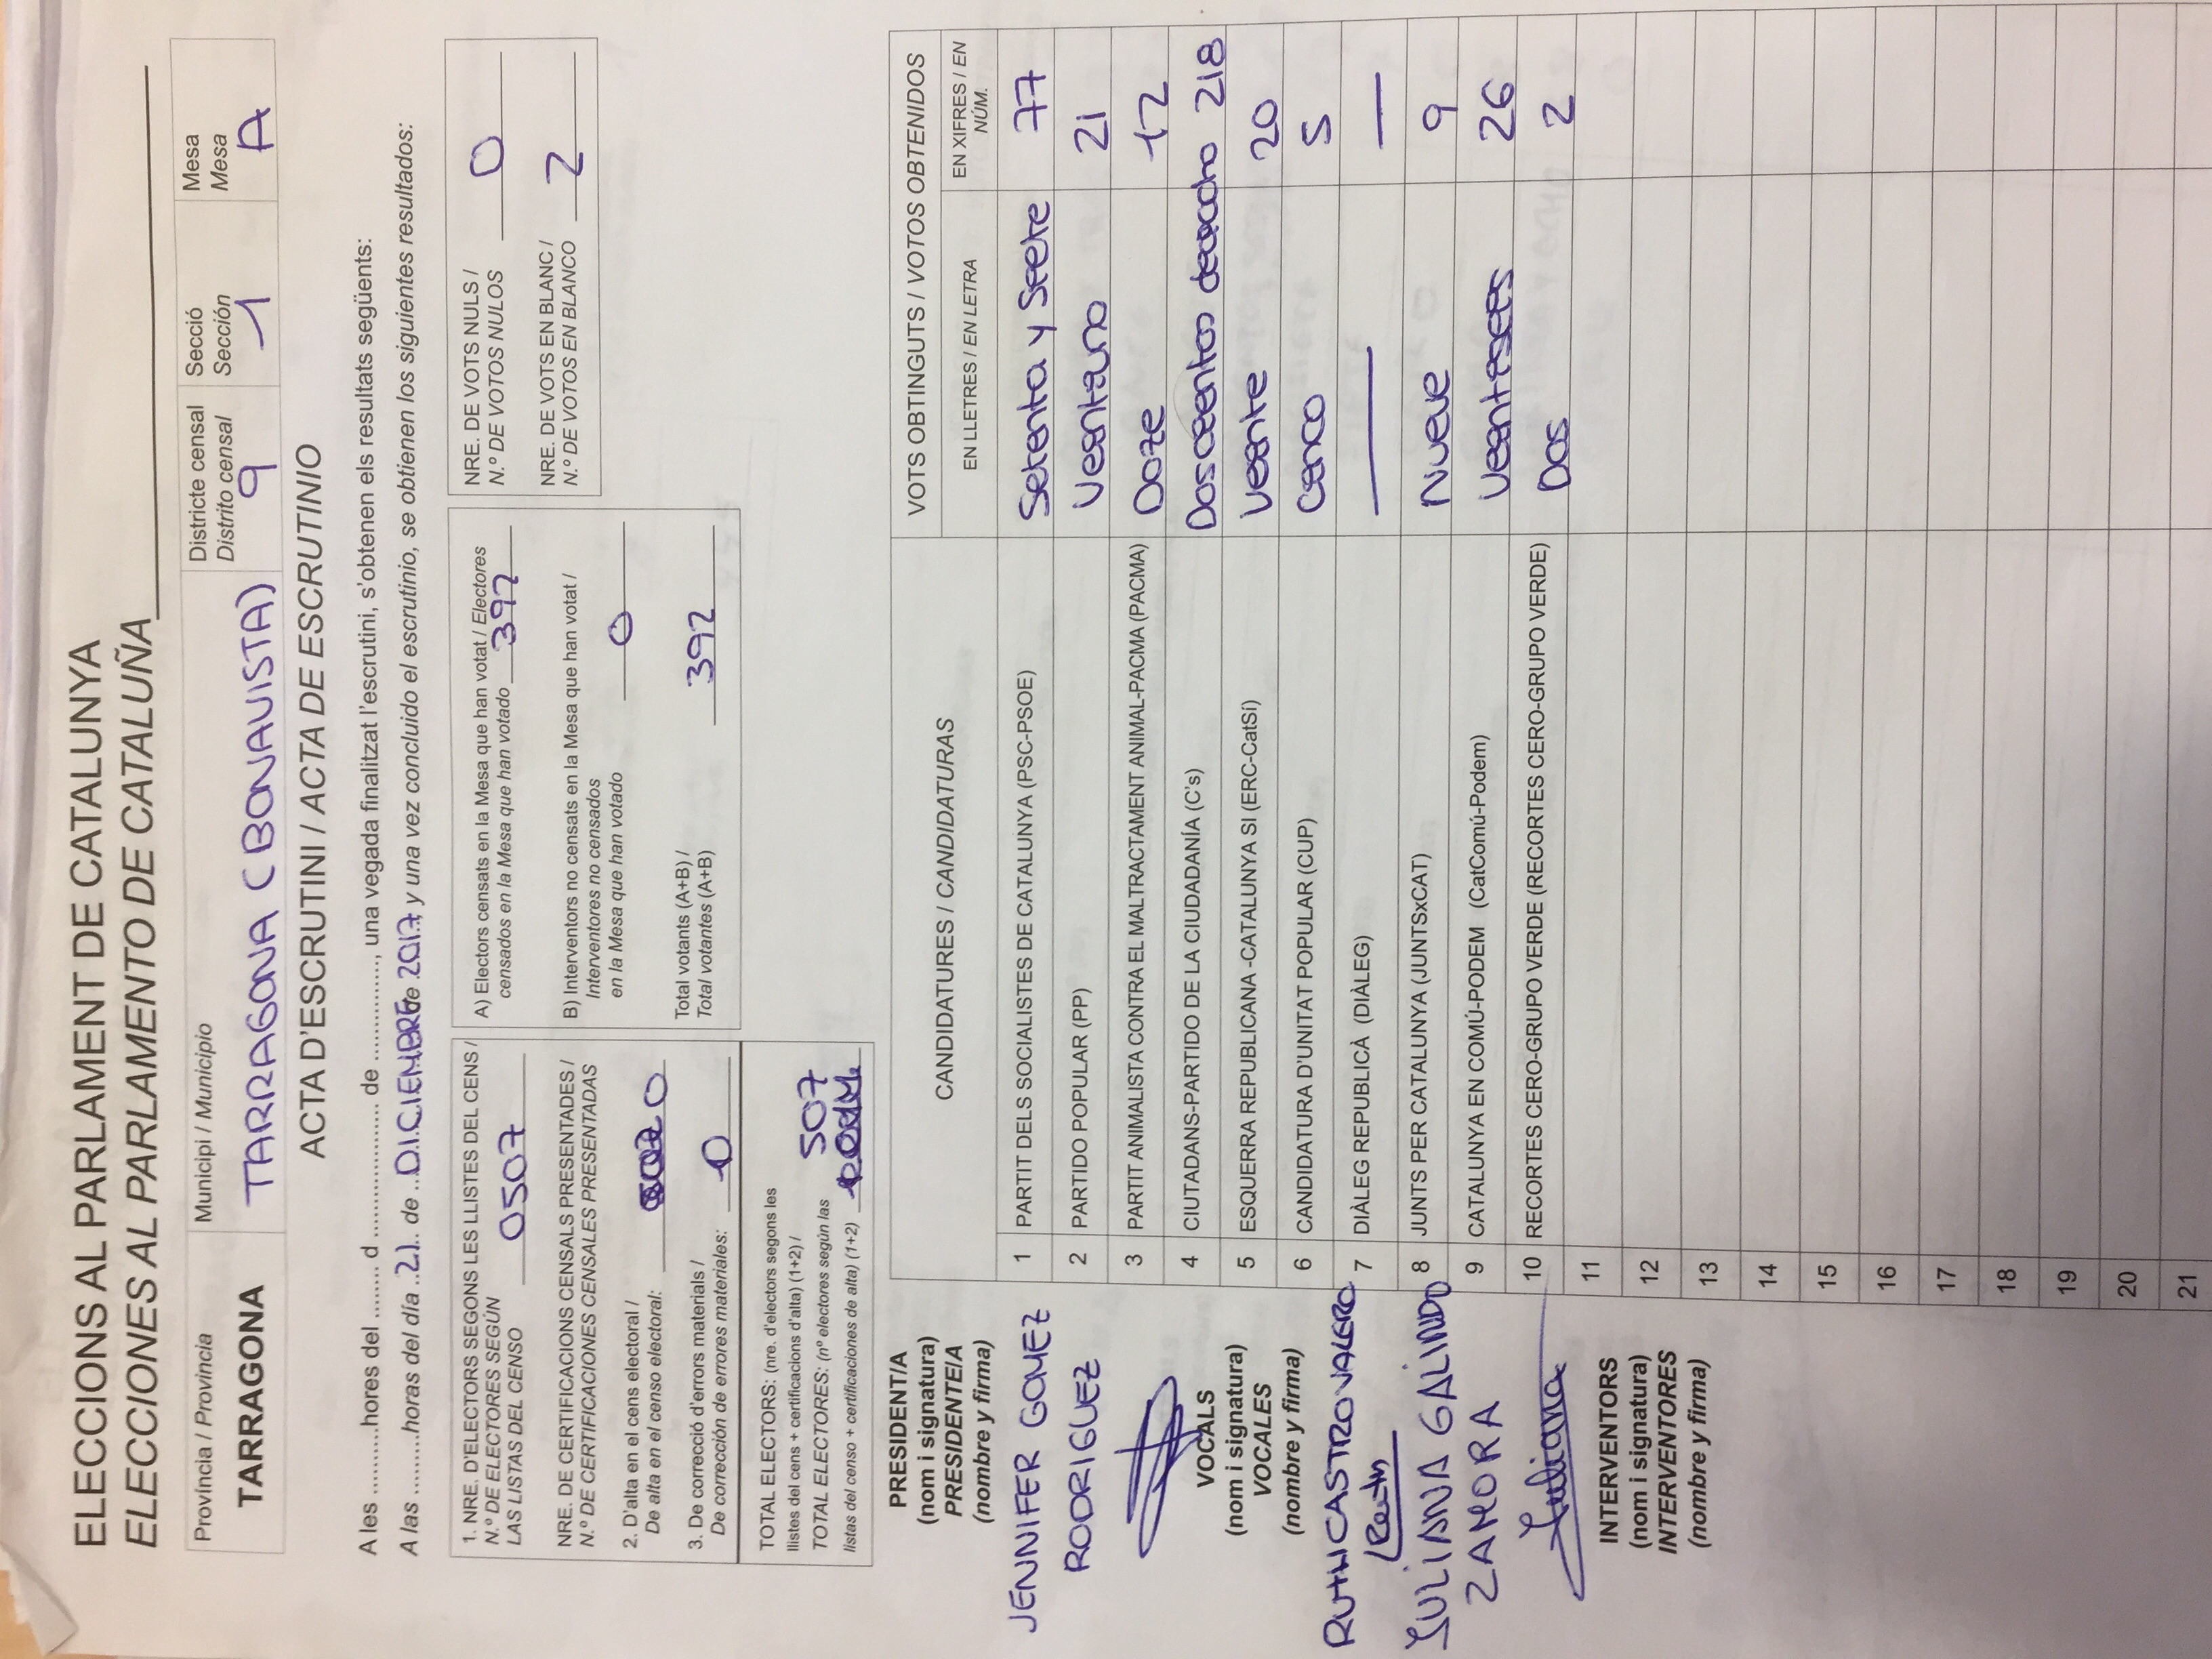 ELECCIONS AL PARLAMENT DE CATALUNYA
ELECCIONES AL PARLAMENTO DE CATALUÑA
Província / Provincia
TARRAGONA
Municipi / Municipio
TARRAGONA (BONAVISTA)
Districte censal
Distrito censal
9
Secció
Sección
1
Mesa
Mesa
A
ACTA D'ESCRUTINI / ACTA DE ESCRUTINIO
A les ..........hores del ........ d .................... de ..............., una vegada finalitzat l'escrutini, s'obtenen els resultats següents:
A las .........horas del día ..21.. de ..DICIEMBRE de 2017 y una vez concluido el escrutinio, se obtienen los siguientes resultados:
1. NRE. D'ELECTORS SEGONS LES LLISTES DEL CENS /
N.º DE ELECTORES SEGÚN
LAS LISTAS DEL CENSO 0507
NRE. DE CERTIFICACIONS CENSALS PRESENTADES /
N.º DE CERTIFICACIONES CENSALES PRESENTADAS
2. D'alta en el cens electoral /
De alta en el censo electoral: 0
3. De correcció d'errors materials /
De corrección de errores materiales: 0
TOTAL ELECTORS: (nre. d'electors segons les
llistes del cens + certificacions d'alta) (1+2) /
TOTAL ELECTORES: (nº electores según las 507
listas del censo + certificaciones de alta) (1+2)
A) Electors censats en la Mesa que han votat / Electores
censados en la Mesa que han votado 392
B) Interventors no censats en la Mesa que han votat /
Interventores no censados
en la Mesa que han votado 0
Total votants (A+B) /
Total votantes (A+B) 392
NRE. DE VOTS NULS /
N.º DE VOTOS NULOS 0
NRE. DE VOTS EN BLANC /
N.º DE VOTOS EN BLANCO 2
PRESIDENT/A
(nom i signatura)
PRESIDENTE/A
(nombre y firma)
JENNIFER GOMEZ
RODRIGUEZ
VOCALS
(nom i signatura)
VOCALES
(nombre y firma)
RUTH CASTRO VALERO
Ruth
JULIANA GALINDO
ZAMORA
Juliana
INTERVENTORS
(nom i signatura)
INTERVENTORES
(nombre y firma)
CANDIDATURES / CANDIDATURAS
VOTS OBTINGUTS / VOTOS OBTENIDOS
EN LLETRES / EN LETRA
EN XIFRES / EN
NÚM.
1 PARTIT DELS SOCIALISTES DE CATALUNYA (PSC-PSOE) Setenta y Siete 77
2 PARTIDO POPULAR (PP) Veintiuno 21
3 PARTIT ANIMALISTA CONTRA EL MALTRACTAMENT ANIMAL-PACMA (PACMA) Doze 12
4 CIUTADANS-PARTIDO DE LA CIUDADANÍA (C's) Doscientos dieciocho 218
5 ESQUERRA REPUBLICANA -CATALUNYA SI (ERC-CatSí) Veinte 20
6 CANDIDATURA D'UNITAT POPULAR (CUP) Cinco 5
7 DIÀLEG REPUBLICÀ (DIÀLEG) — —
8 JUNTS PER CATALUNYA (JUNTSxCAT) Nueve 9
9 CATALUNYA EN COMÚ-PODEM (CatComú-Podem) Veintiseis 26
10 RECORTES CERO-GRUPO VERDE (RECORTES CERO-GRUPO VERDE) Dos 2
11
12
13
14
15
16
17
18
19
20
21